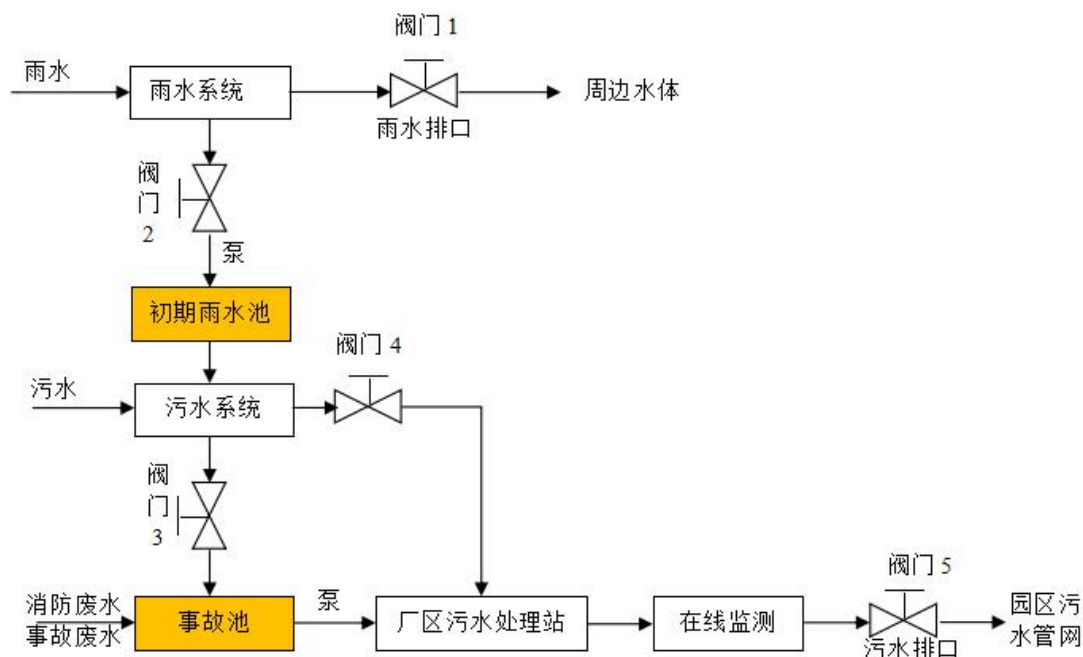 阀门 1
雨水
雨水系统
周边水体
雨水排口
阀
门
2
泵
初期雨水池
阀门 4
污水
污水系统
阀
门
3
阀门 5
消防废水
事故废水
事故池
泵
厂区污水处理站
在线监测
污水排口
园区污
水管网